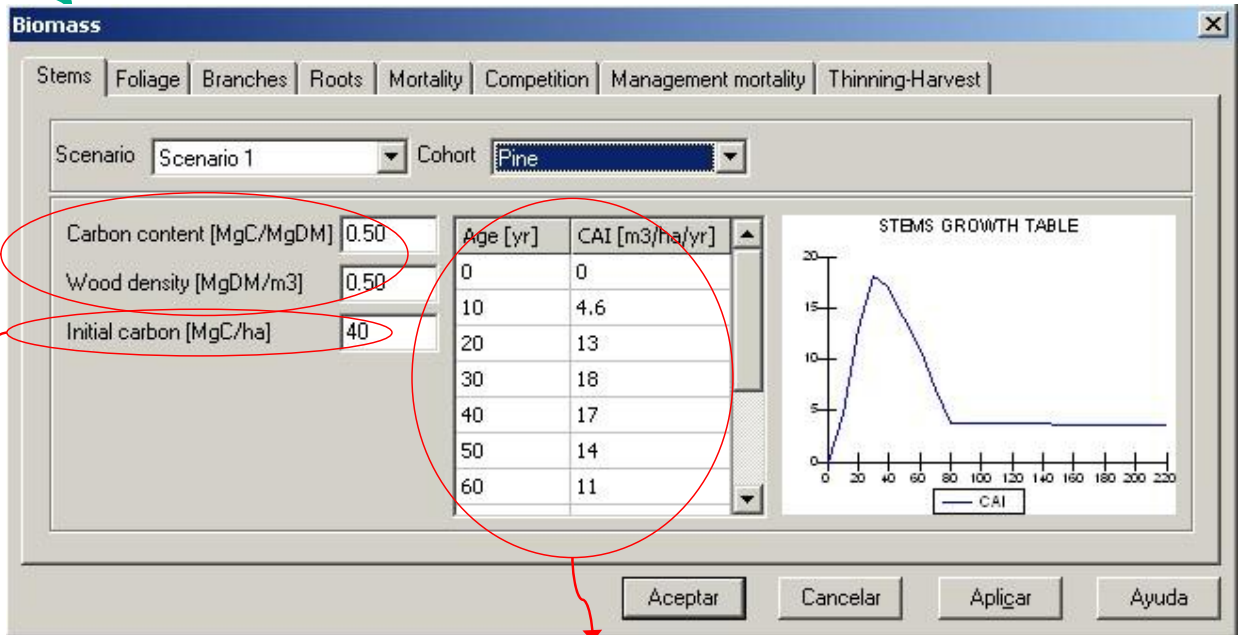 Biomass
Stems Foliage Branches Roots Mortality Competition Management mortality Thinning-Harvest
Scenario Scenario 1 Cohort Pine
Carbon content [MgC/MgDM] 0.50
Wood density [MgDM/m3] 0.50
Initial carbon [MgC/ha] 40
Age [yr] CAI [m3/ha/yr]
0 0
10 4.6
20 13
30 18
40 17
50 14
60 11
STEMS GROWTH TABLE
20
15
10
5
0
0 20 40 60 80 100 120 140 160 180 200 220
CAI
Aceptar Cancelar Aplicar Ayuda